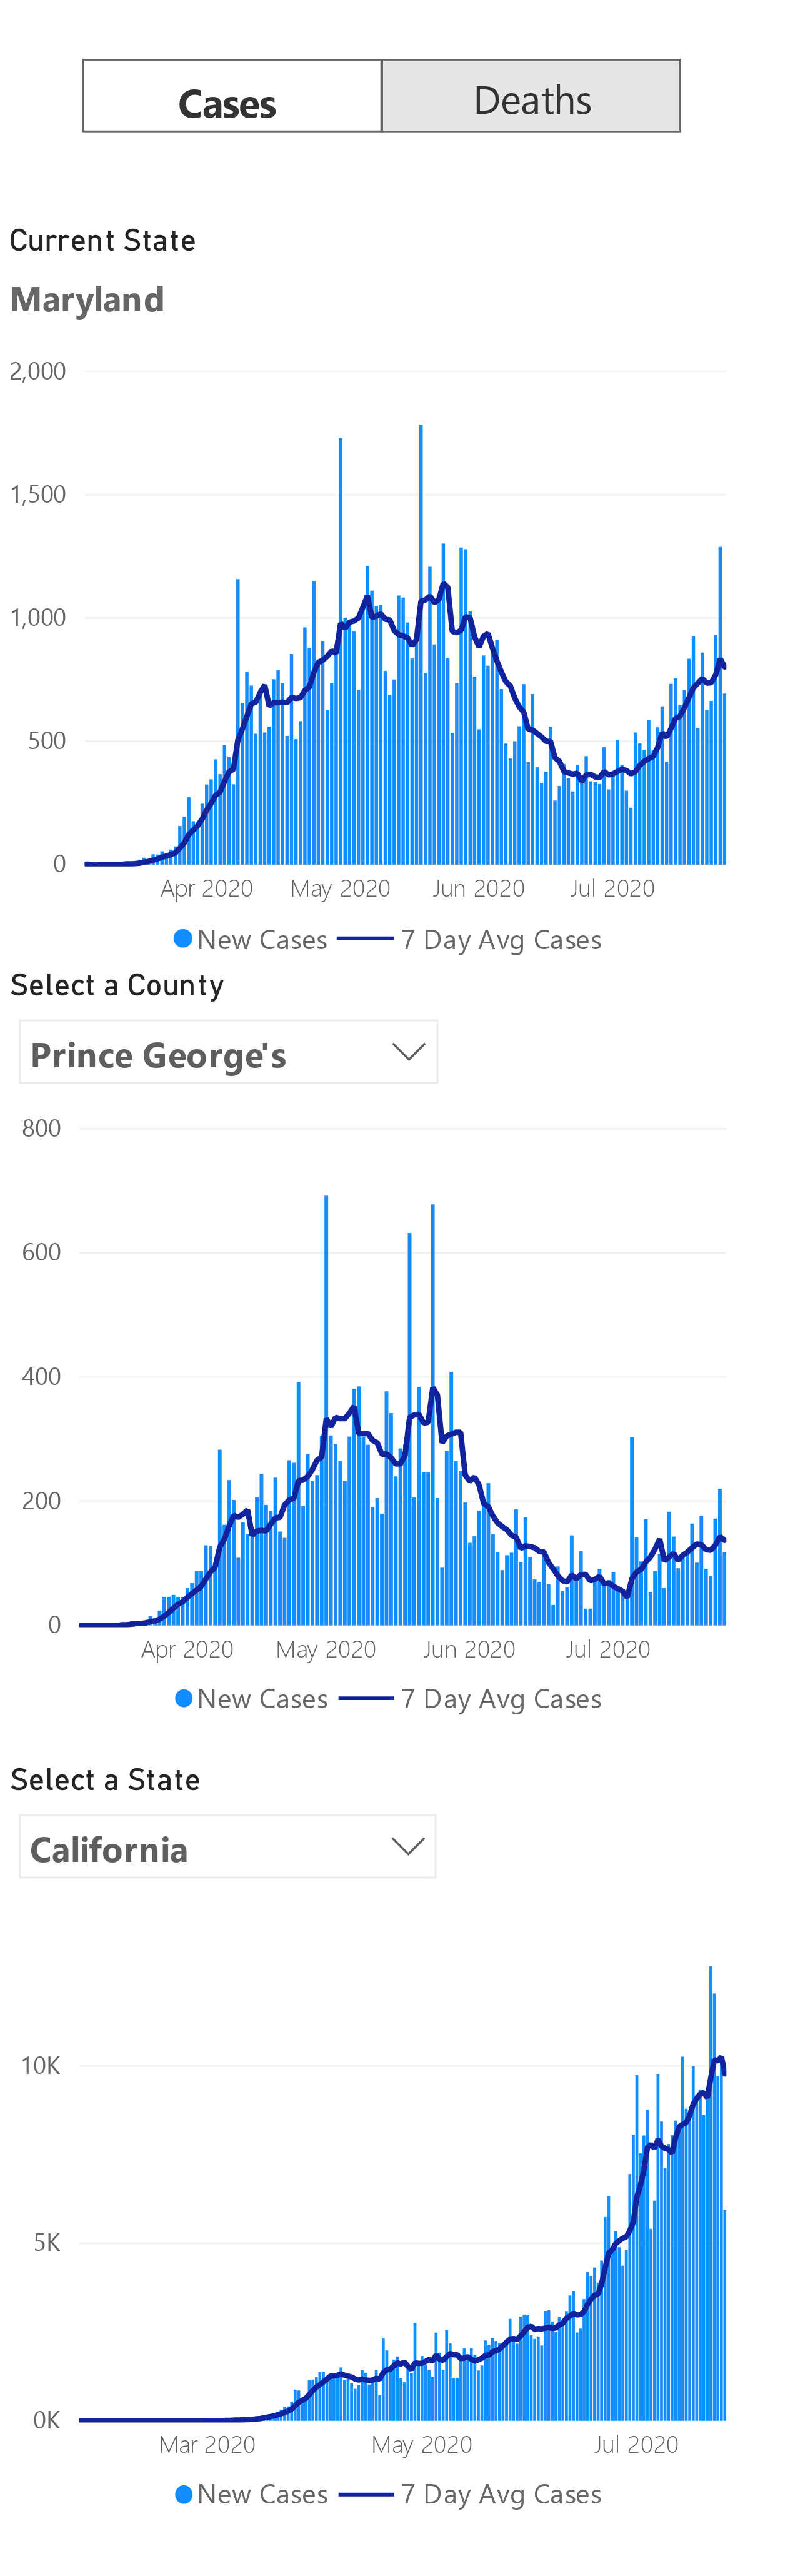 Cases Deaths
Current State
Maryland
2,000
1,500
1,000
500
0
Apr 2020 May 2020 Jun 2020 Jul 2020
New Cases 7 Day Avg Cases
Select a County
Prince George's
800
600
400
200
0
Apr 2020 May 2020 Jun 2020 Jul 2020
New Cases 7 Day Avg Cases
Select a State
California
10K
5K
0K
Mar 2020 May 2020 Jul 2020
New Cases 7 Day Avg Cases